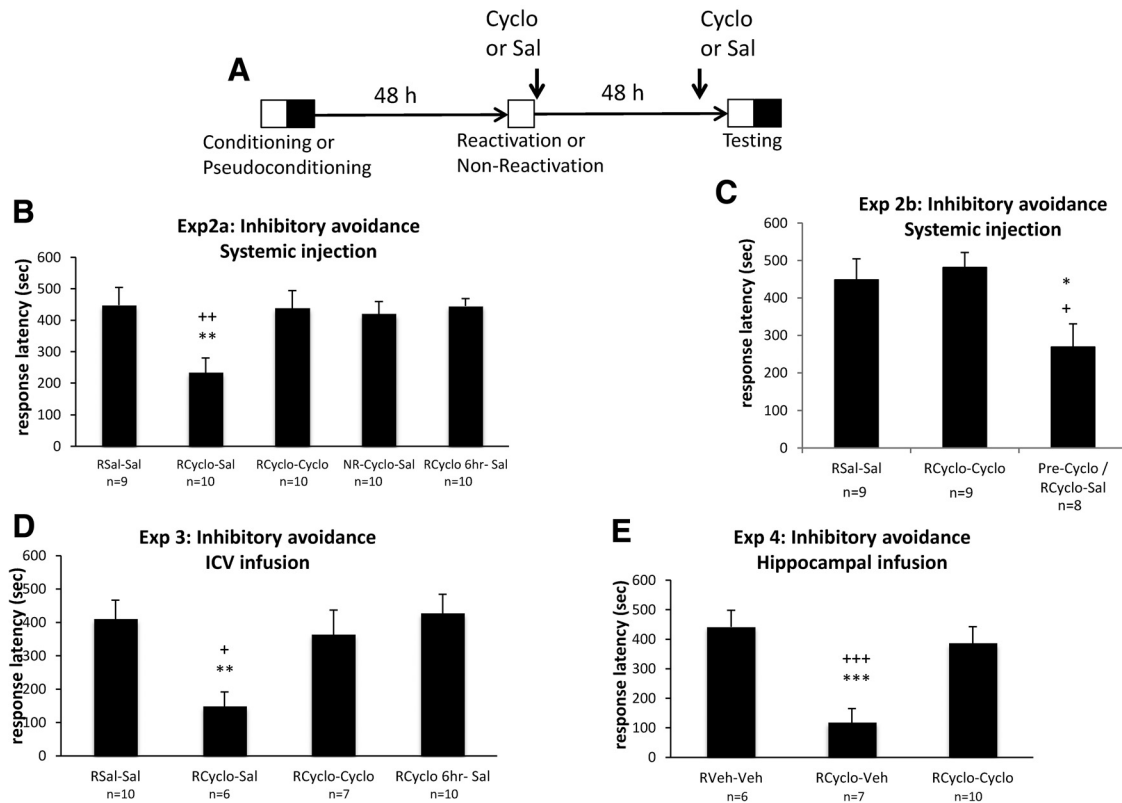 A
Cyclo
or Sal
Cyclo
or Sal
48 h
48 h
Conditioning or
Pseudoconditioning
Reactivation or
Non-Reactivation
Testing
B
Exp2a: Inhibitory avoidance
Systemic injection
response latency (sec)
600
500
400
300
200
100
0
++
**
RSal-Sal
n=9
RCyclo-Sal
n=10
RCyclo-Cyclo
n=10
NR-Cyclo-Sal
n=10
RCyclo 6hr- Sal
n=10
C
Exp 2b: Inhibitory avoidance
Systemic injection
response latency (sec)
600
500
400
300
200
100
0
*
+
RSal-Sal
n=9
RCyclo-Cyclo
n=9
Pre-Cyclo /
RCyclo-Sal
n=8
D
Exp 3: Inhibitory avoidance
ICV infusion
response latency (sec)
600
500
400
300
200
100
0
+
**
RSal-Sal
n=10
RCyclo-Sal
n=6
RCyclo-Cyclo
n=7
RCyclo 6hr- Sal
n=10
E
Exp 4: Inhibitory avoidance
Hippocampal infusion
response latency (sec)
600
500
400
300
200
100
0
+++
***
RVeh-Veh
n=6
RCyclo-Veh
n=7
RCyclo-Cyclo
n=10